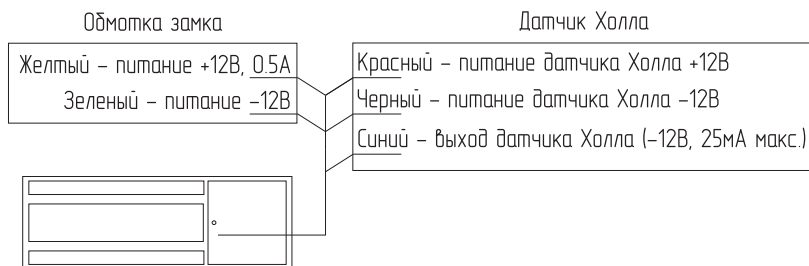 Обмотка замка
Желтый – питание +12В, 0.5А
Зеленый – питание –12В
Датчик Холла
Красный – питание датчика Холла +12В
Черный – питание датчика Холла –12В
Синий – выход датчика Холла (–12В, 25мА макс.)